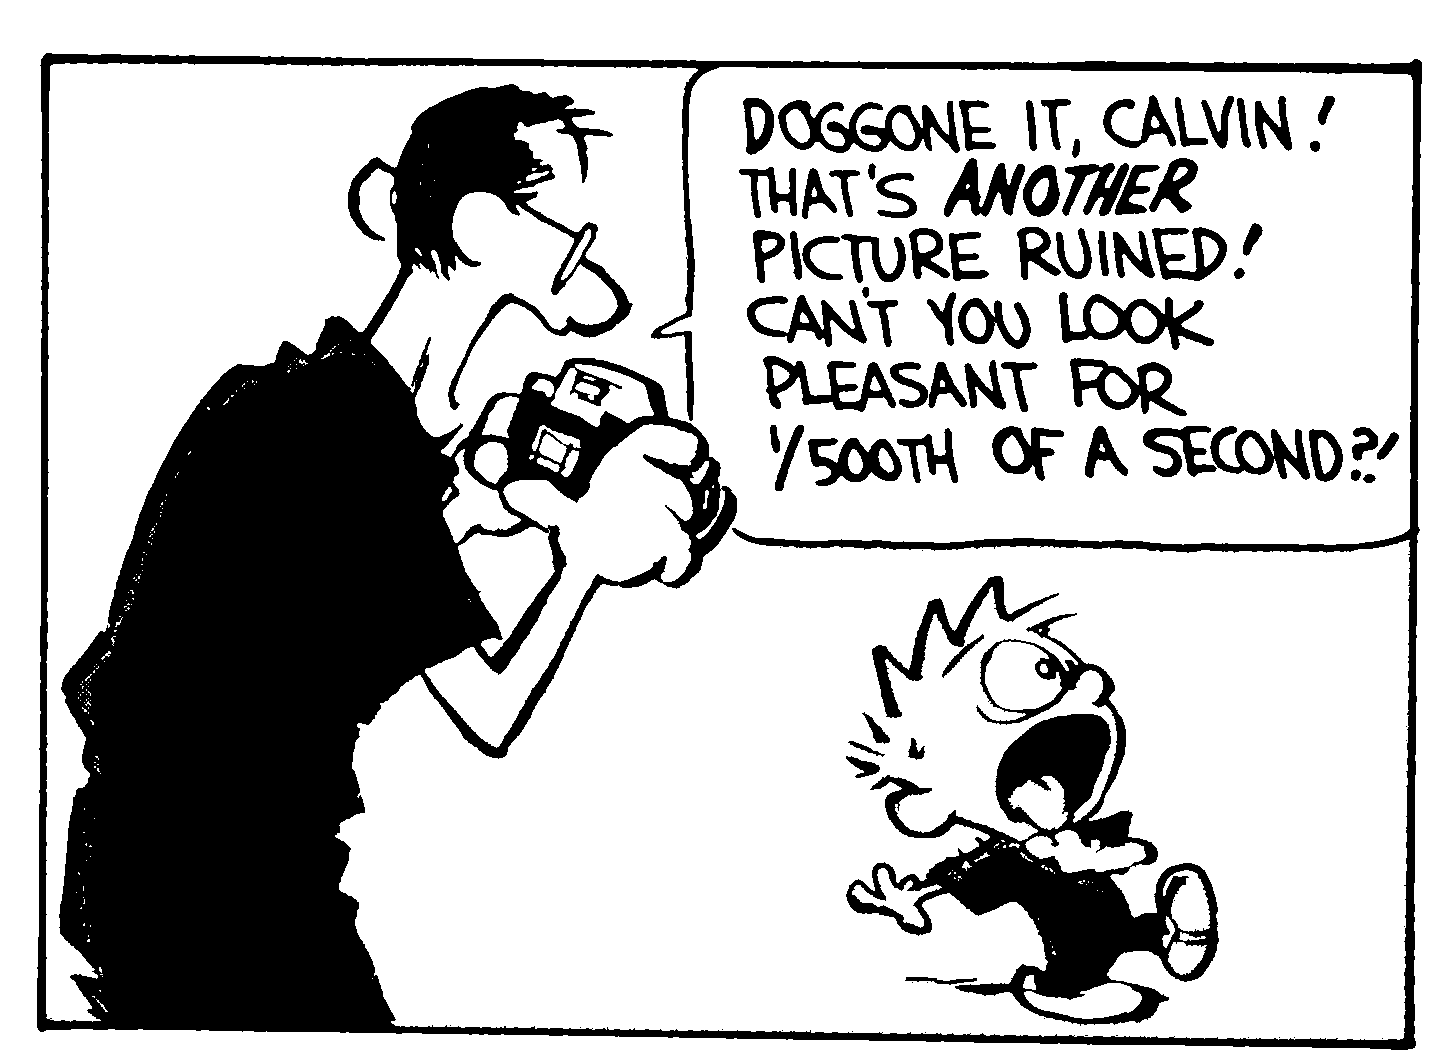 DOGGONE IT, CALVIN!
THAT'S ANOTHER
PICTURE RUINED!
CAN'T YOU LOOK
PLEASANT FOR
1/500TH OF A SECOND?!